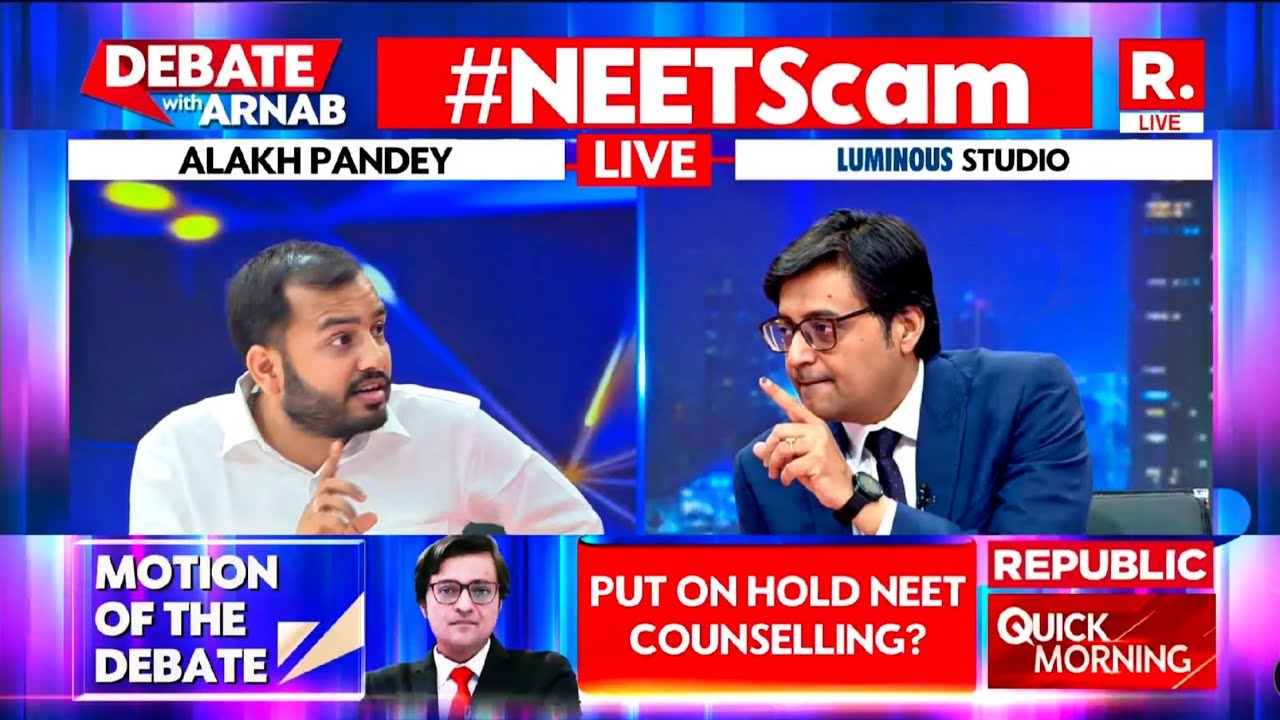 DEBATE
with ARNAB
#NEETScam
R.
LIVE
ALAKH PANDEY
LIVE
LUMINOUS STUDIO
MOTION
OF THE
DEBATE
PUT ON HOLD NEET
COUNSELLING?
REPUBLIC
QUICK
MORNING